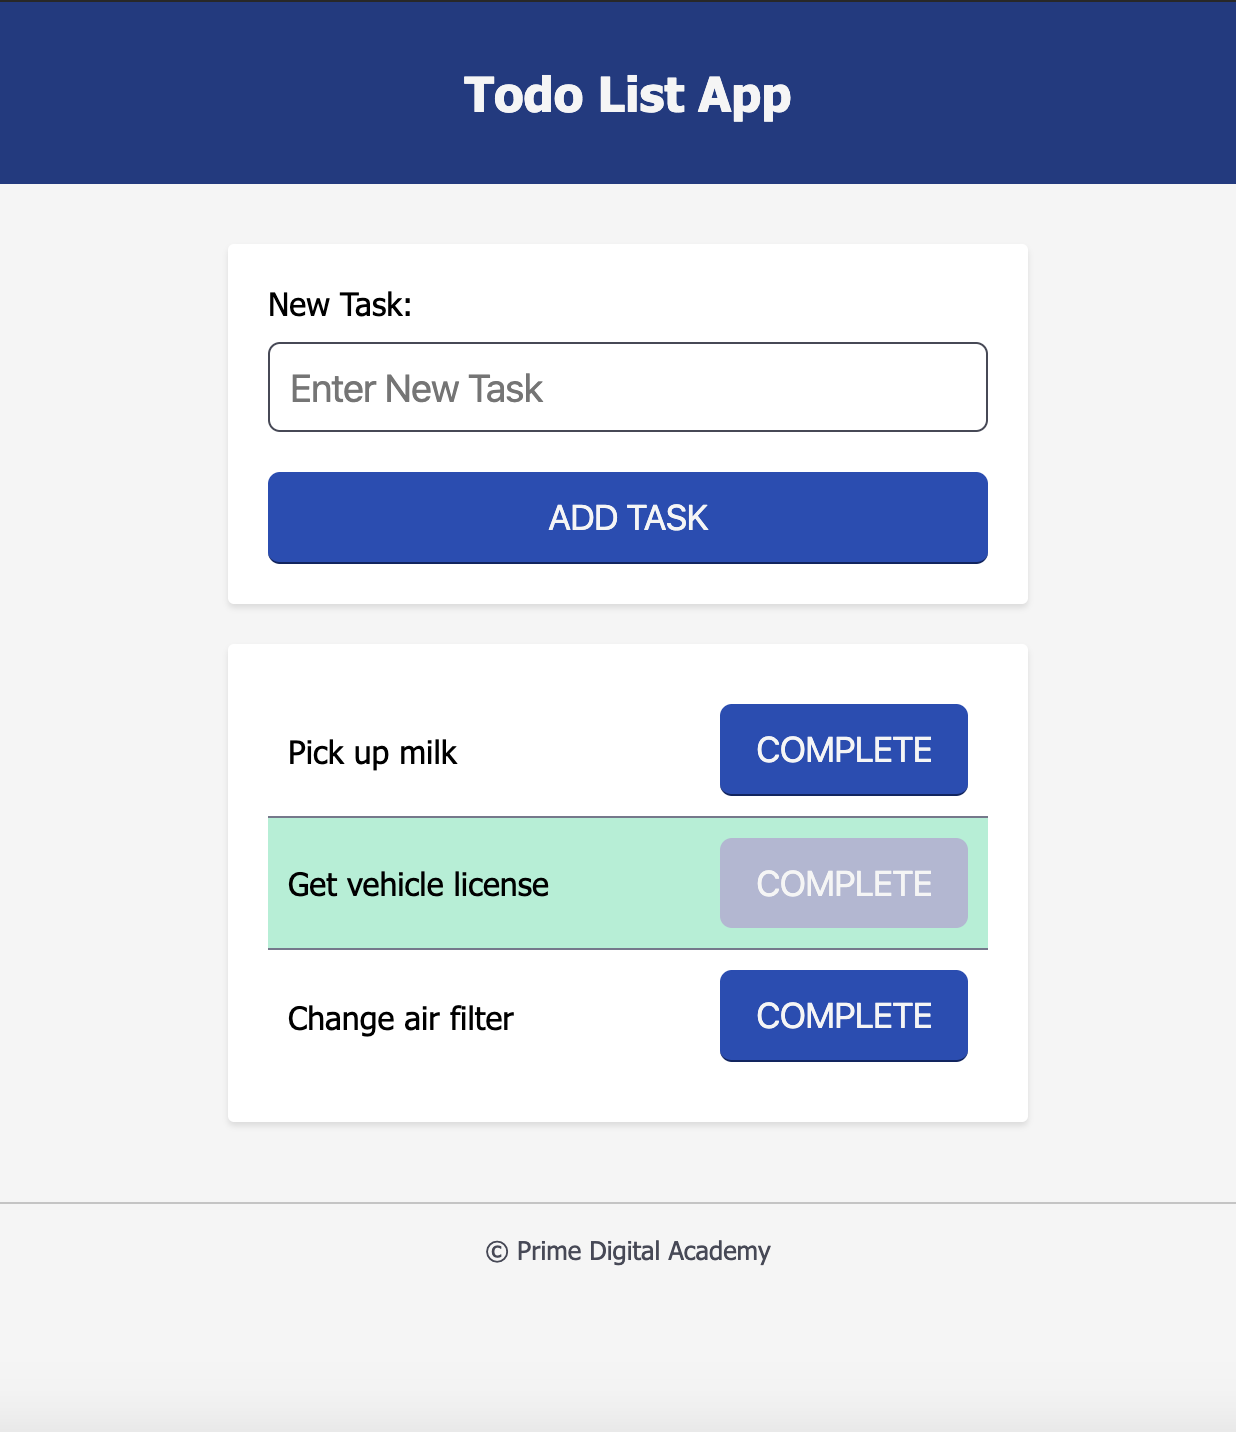 Todo List App
New Task:
Enter New Task
ADD TASK
Pick up milk COMPLETE
Get vehicle license COMPLETE
Change air filter COMPLETE
© Prime Digital Academy